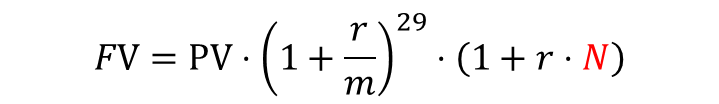 FV = PV · (1 + r/m)^29 · (1 + r · N)